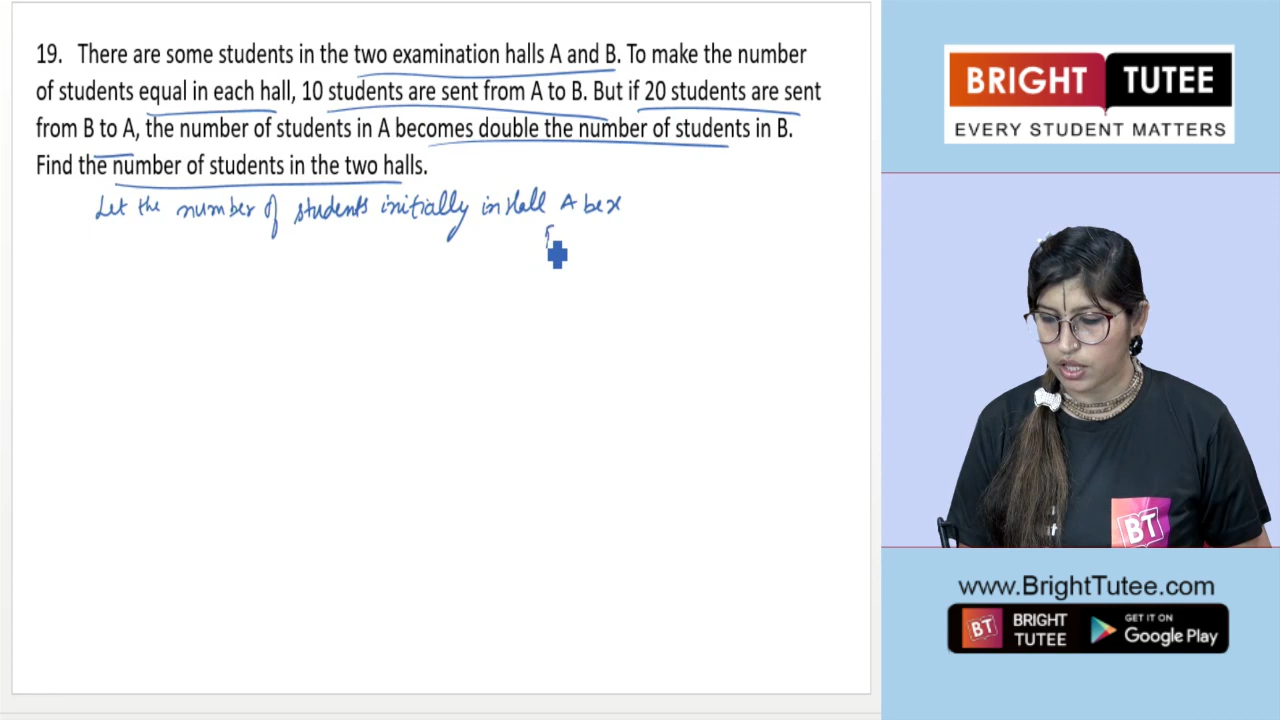 19. There are some students in the two examination halls A and B. To make the number
of students equal in each hall, 10 students are sent from A to B. But if 20 students are sent
from B to A, the number of students in A becomes double the number of students in B.
Find the number of students in the two halls.
Let the number of students initially in Hall A be x
BRIGHT TUTEE
EVERY STUDENT MATTERS
BT
www.BrightTutee.com
BT BRIGHT TUTEE
GET IT ON Google Play